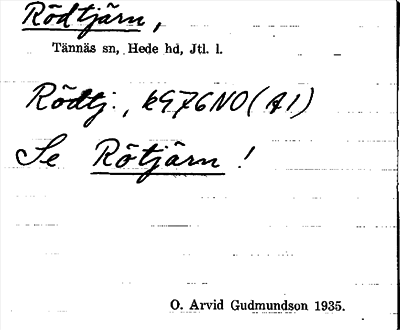 Rödtjärn,
Tännäs sn, Hede hd, Jtl. l.
Rödtj:, k976NO (A1)
Se Rötjärn!
O. Arvid Gudmundson 1935.